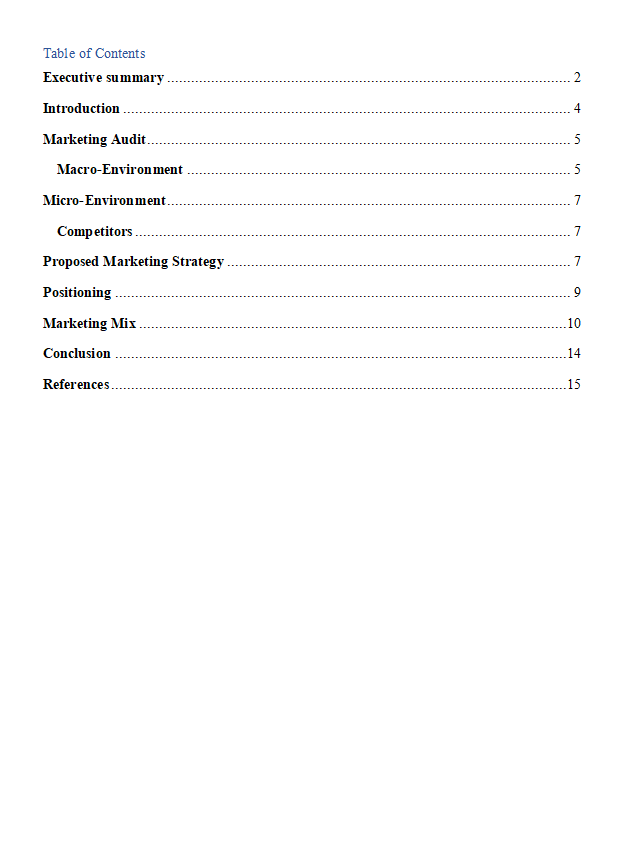 Table of Contents
Executive summary ........................................................................................................ 2
Introduction .................................................................................................................... 4
Marketing Audit.............................................................................................................. 5
Macro-Environment ................................................................................................... 5
Micro-Environment......................................................................................................... 7
Competitors ................................................................................................................ 7
Proposed Marketing Strategy ......................................................................................... 7
Positioning ...................................................................................................................... 9
Marketing Mix ...............................................................................................................10
Conclusion .....................................................................................................................14
References ......................................................................................................................15